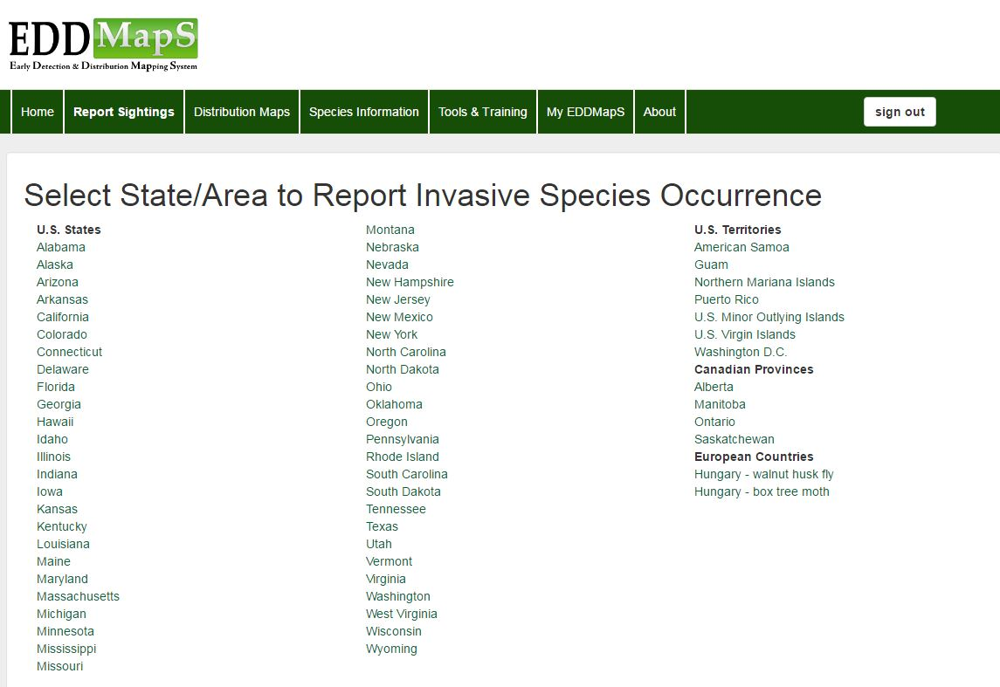 EDDMapS
Early Detection & Distribution Mapping System
Home
Report Sightings
Distribution Maps
Species Information
Tools & Training
My EDDMapS
About
sign out
Select State/Area to Report Invasive Species Occurrence
U.S. States
Alabama
Alaska
Arizona
Arkansas
California
Colorado
Connecticut
Delaware
Florida
Georgia
Hawaii
Idaho
Illinois
Indiana
Iowa
Kansas
Kentucky
Louisiana
Maine
Maryland
Massachusetts
Michigan
Minnesota
Mississippi
Missouri
Montana
Nebraska
Nevada
New Hampshire
New Jersey
New Mexico
New York
North Carolina
North Dakota
Ohio
Oklahoma
Oregon
Pennsylvania
Rhode Island
South Carolina
South Dakota
Tennessee
Texas
Utah
Vermont
Virginia
Washington
West Virginia
Wisconsin
Wyoming
U.S. Territories
American Samoa
Guam
Northern Mariana Islands
Puerto Rico
U.S. Minor Outlying Islands
U.S. Virgin Islands
Washington D.C.
Canadian Provinces
Alberta
Manitoba
Ontario
Saskatchewan
European Countries
Hungary - walnut husk fly
Hungary - box tree moth